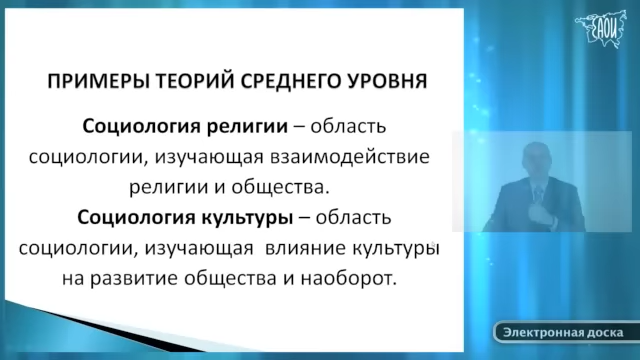 ЕАОИ
ПРИМЕРЫ ТЕОРИЙ СРЕДНЕГО УРОВНЯ
Социология религии – область
социологии, изучающая взаимодействие
религии и общества.
Социология культуры – область
социологии, изучающая влияние культуры
на развитие общества и наоборот.
Электронная доска